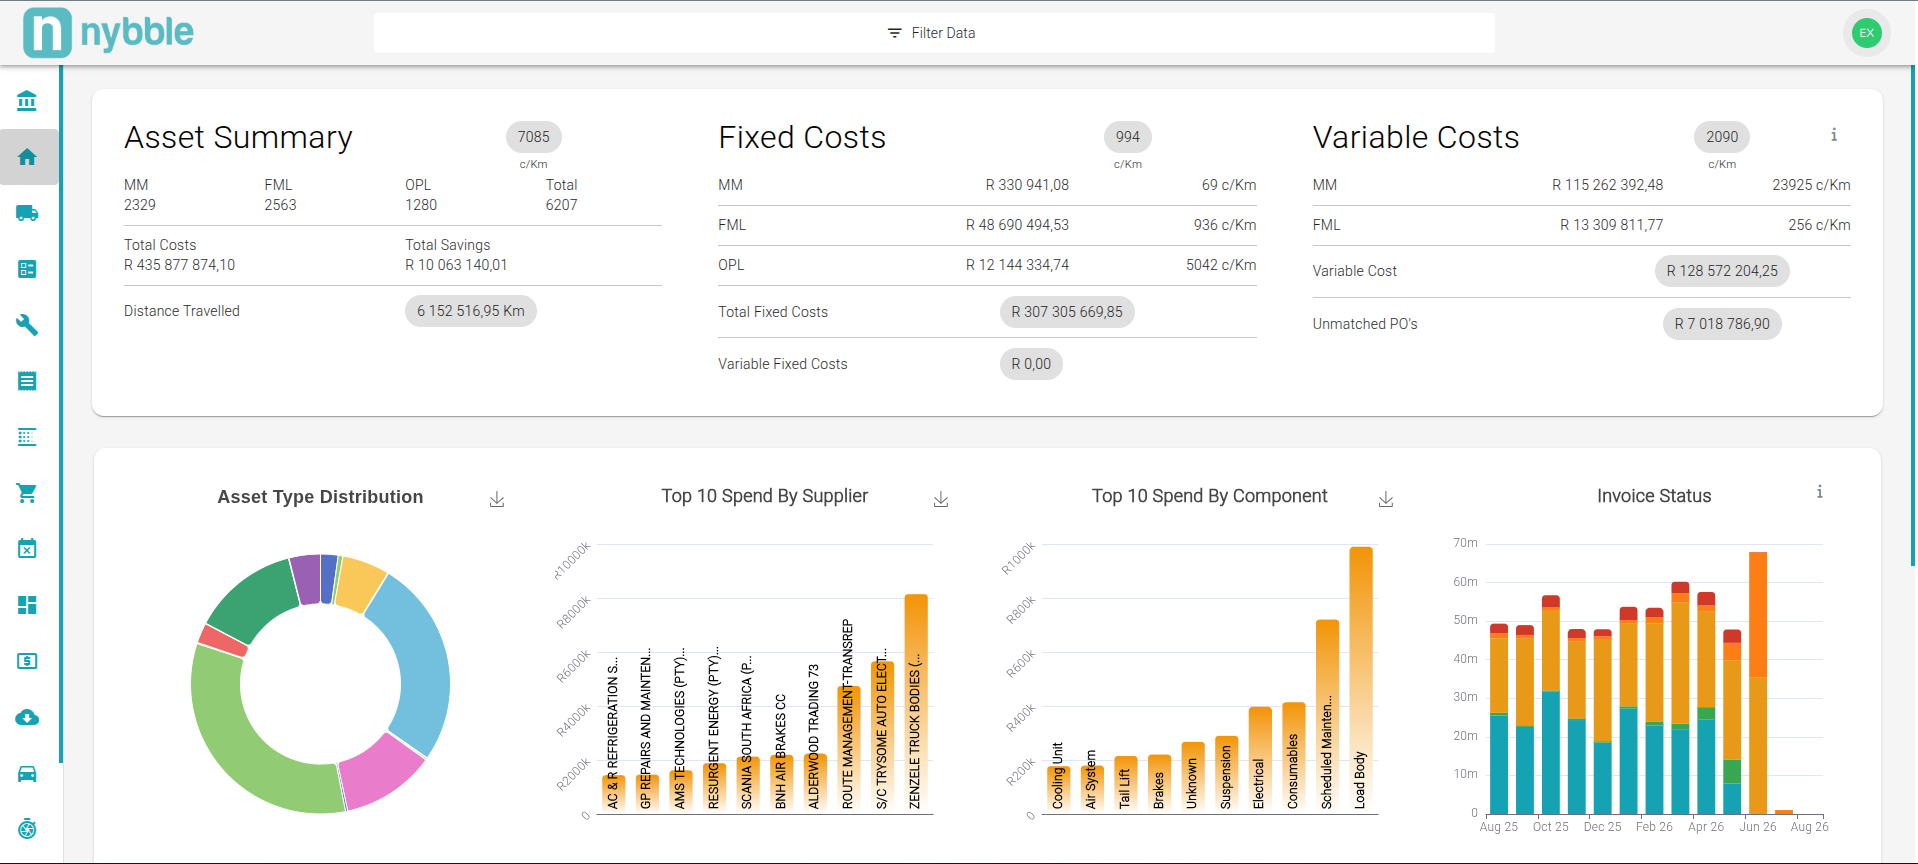 nybble
Filter Data
EX
Asset Summary
7085
c/Km
MM FML OPL Total
2329 2563 1280 6207
Total Costs Total Savings
R 435 877 874,10 R 10 063 140,01
Distance Travelled 6 152 516,95 Km
Fixed Costs
994
c/Km
MM R 330 941,08 69 c/Km
FML R 48 690 494,53 936 c/Km
OPL R 12 144 334,74 5042 c/Km
Total Fixed Costs R 307 305 669,85
Variable Fixed Costs R 0,00
Variable Costs
2090
c/Km
MM R 115 262 392,48 23925 c/Km
FML R 13 309 811,77 256 c/Km
Variable Cost R 128 572 204,25
Unmatched PO's R 7 018 786,90
Asset Type Distribution
Top 10 Spend By Supplier
R10000k
R8000k
R6000k
R4000k
R2000k
0
AC & R REFRIGERATION S...
GP REPAIRS AND MAINTEN...
AMS TECHNOLOGIES (PTY)...
RESURGENT ENERGY (PTY)...
SCANIA SOUTH AFRICA (P...
BNH AIR BRAKES CC
ALDERWOOD TRADING 73
ROUTE MANAGEMENT-TRANSREP
S/C TRYSOME AUTO ELECT...
ZENZELE TRUCK BODIES (...
Top 10 Spend By Component
R1000k
R800k
R600k
R400k
R200k
0
Cooling Unit
Air System
Tail Lift
Brakes
Unknown
Suspension
Electrical
Consumables
Scheduled Mainten...
Load Body
Invoice Status
70m
60m
50m
40m
30m
20m
10m
0
Aug 25 Oct 25 Dec 25 Feb 26 Apr 26 Jun 26 Aug 26